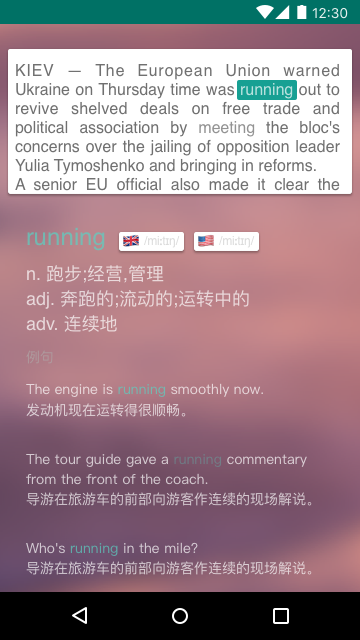 12:30
KIEV — The European Union warned
Ukraine on Thursday time was running out to
revive shelved deals on free trade and
political association by meeting the bloc's
concerns over the jailing of opposition leader
Yulia Tymoshenko and bringing in reforms.
A senior EU official also made it clear the
running /mi:tɪŋ/ /mi:tɪŋ/
n. 跑步;经营,管理
adj. 奔跑的;流动的;运转中的
adv. 连续地
例句
The engine is running smoothly now.
发动机现在运转得很顺畅。
The tour guide gave a running commentary
from the front of the coach.
导游在旅游车的前部向游客作连续的现场解说。
Who's running in the mile?
导游在旅游车的前部向游客作连续的现场解说。